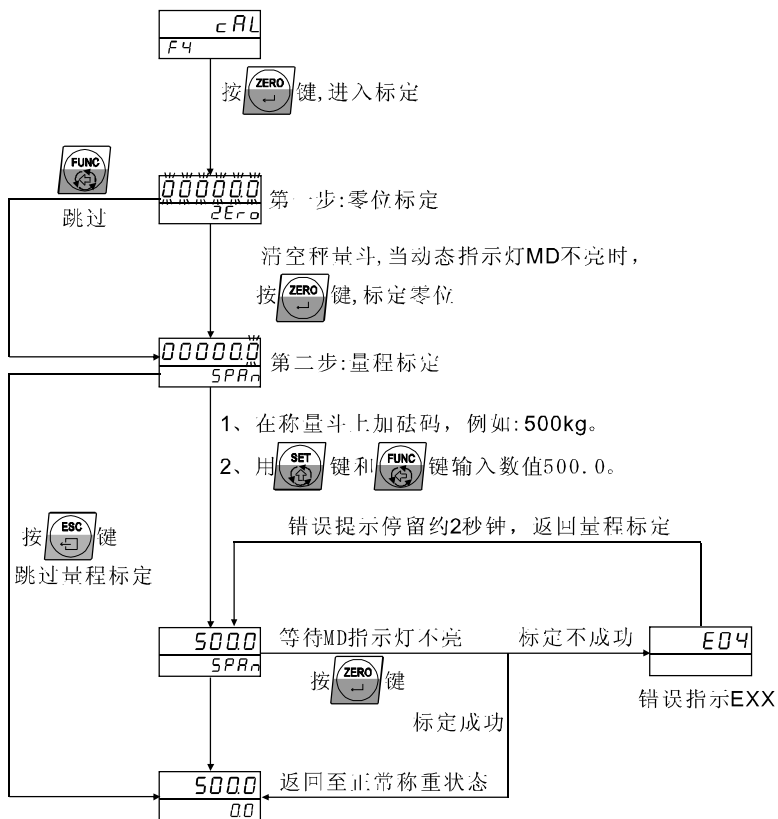 cAL
F4
按 ZERO 键,进入标定
FUNC
跳过
00000.0
2Ero
第一步:零位标定
清空秤量斗,当动态指示灯MD不亮时,
按 ZERO 键,标定零位
00000.0
SPAn
第二步:量程标定
1、在称量斗上加砝码，例如:500kg。
2、用 SET 键和 FUNC 键输入数值500.0。
按 ESC 键
跳过量程标定
错误提示停留约2秒钟，返回量程标定
500.0
SPAn
等待MD指示灯不亮
按 ZERO 键
标定不成功
E04
错误指示EXX
标定成功
500.0
0.0
返回至正常称重状态